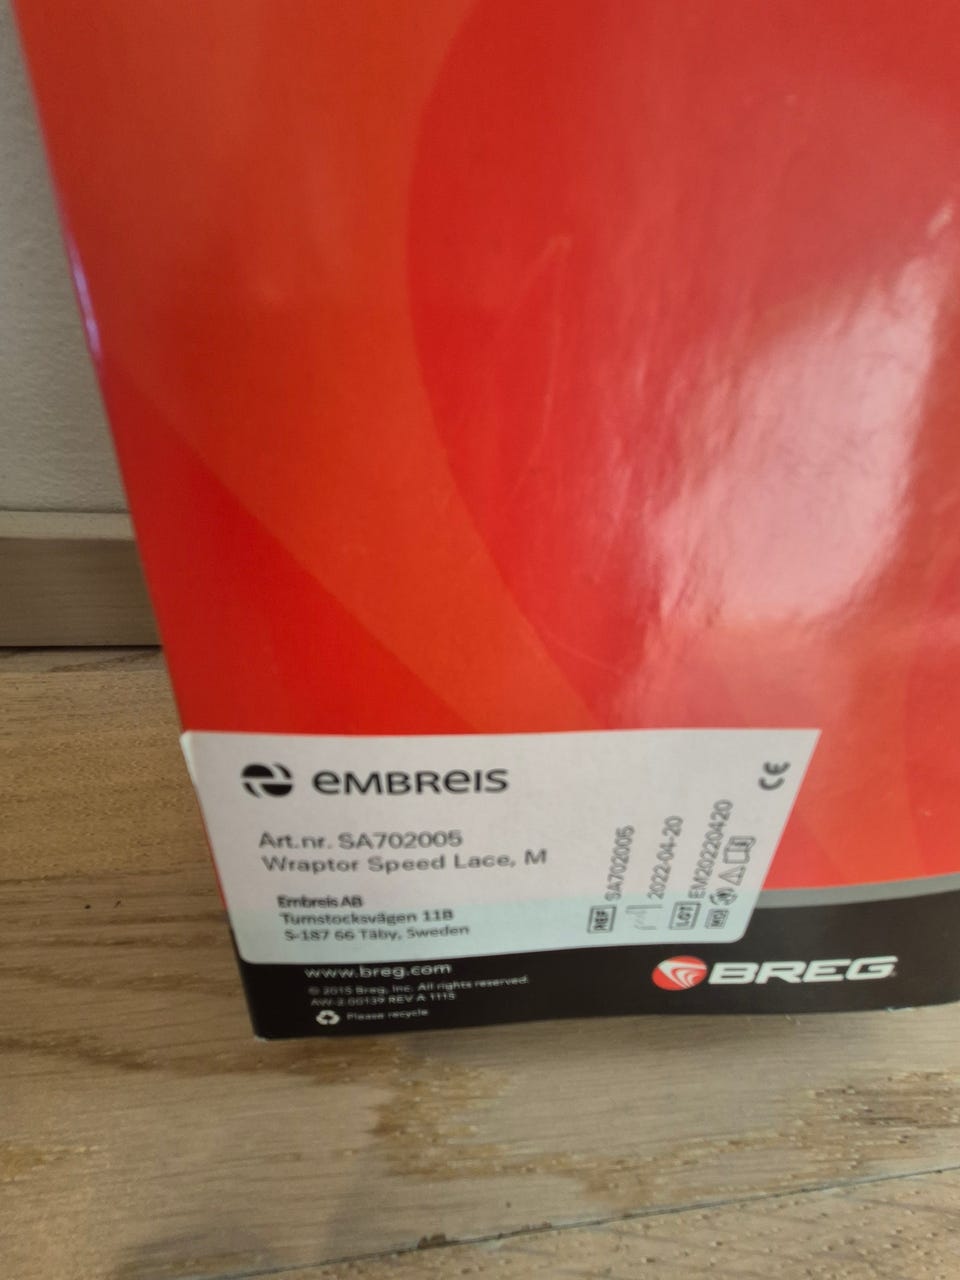 eMBReIS
Art.nr. SA702005
Wraptor Speed Lace, M
Embreis AB
Turnstocksvägen 11B
S-187 66 Täby, Sweden
REF SA702005
2022-04-20
LOT EM20220420
MD
CE
www.breg.com
© 2015 Breg, Inc. All rights reserved.
AW-2.00139 REV A 1115
Please recycle
BREG